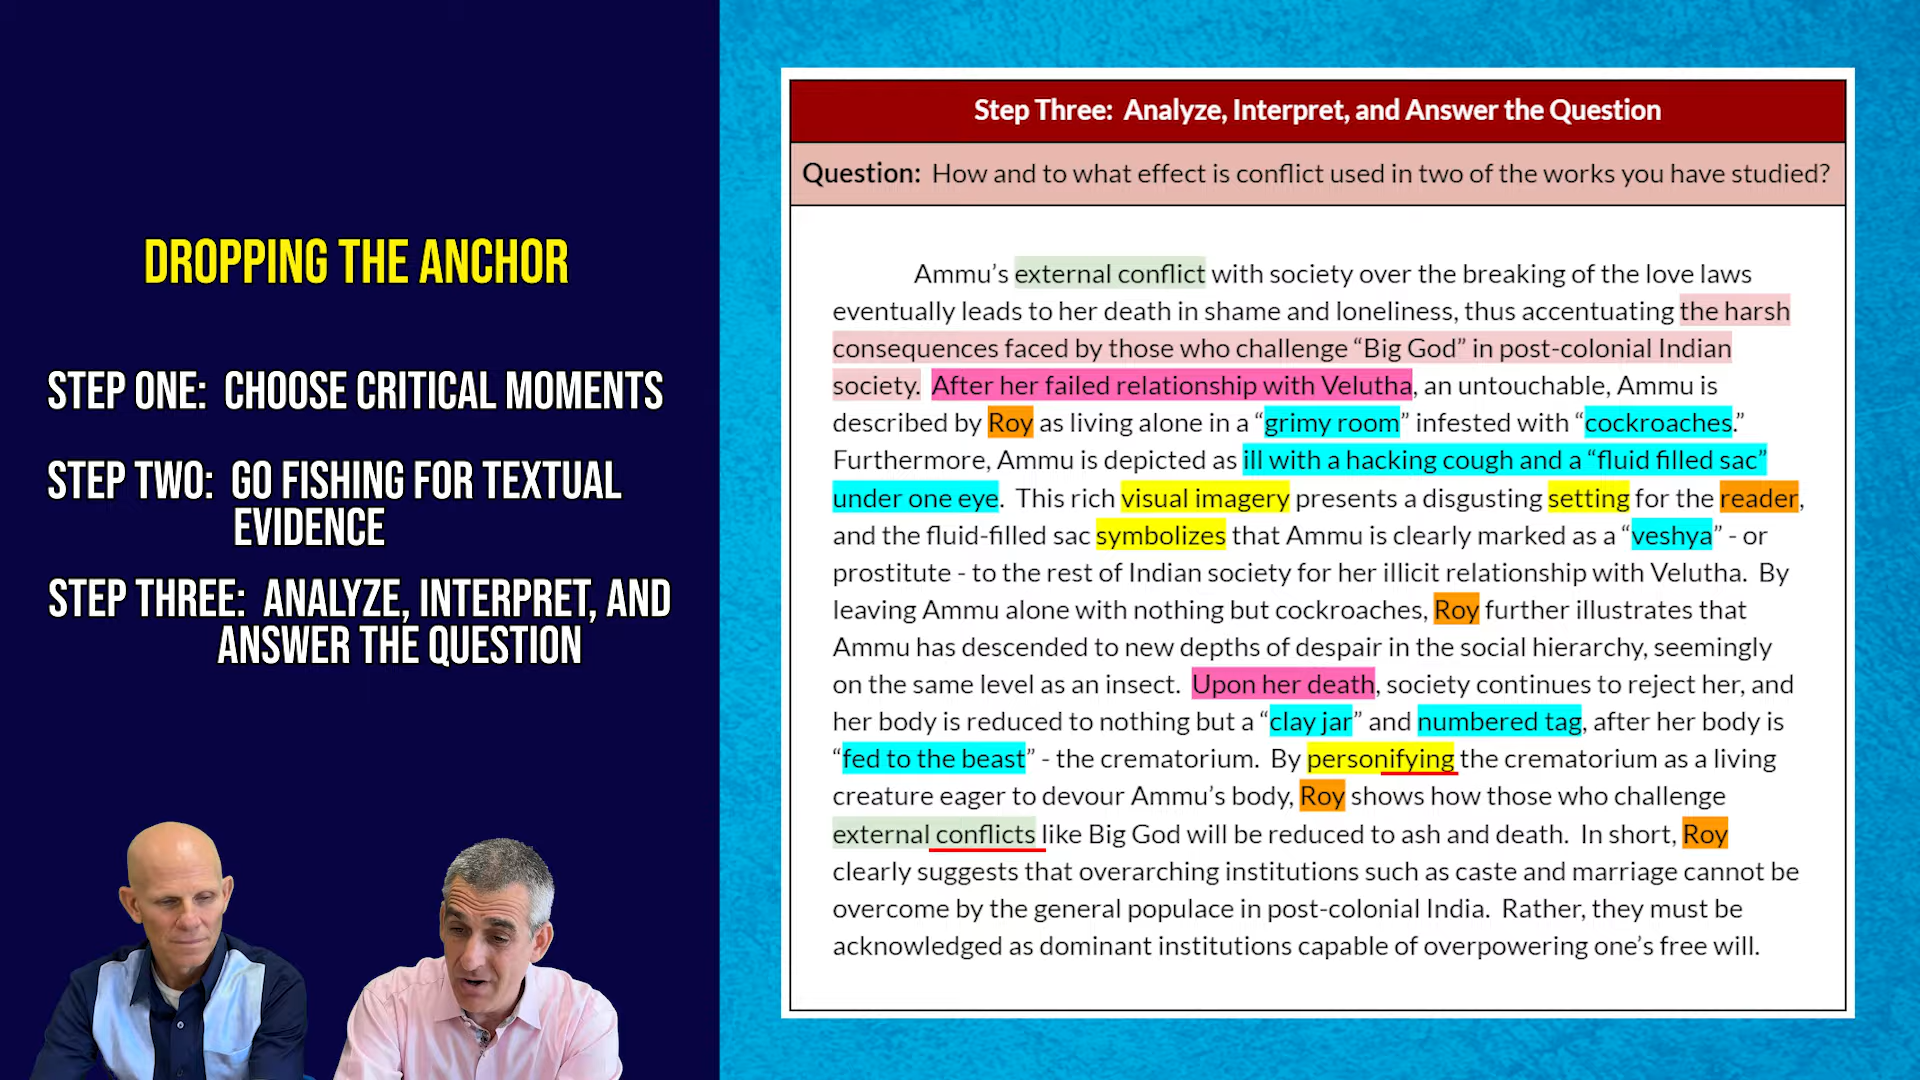 DROPPING THE ANCHOR
STEP ONE: CHOOSE CRITICAL MOMENTS
STEP TWO: GO FISHING FOR TEXTUAL
EVIDENCE
STEP THREE: ANALYZE, INTERPRET, AND
ANSWER THE QUESTION
Step Three: Analyze, Interpret, and Answer the Question
Question: How and to what effect is conflict used in two of the works you have studied?
Ammu’s external conflict with society over the breaking of the love laws
eventually leads to her death in shame and loneliness, thus accentuating the harsh
consequences faced by those who challenge “Big God” in post-colonial Indian
society. After her failed relationship with Velutha, an untouchable, Ammu is
described by Roy as living alone in a “grimy room” infested with “cockroaches.”
Furthermore, Ammu is depicted as ill with a hacking cough and a “fluid filled sac”
under one eye. This rich visual imagery presents a disgusting setting for the reader,
and the fluid-filled sac symbolizes that Ammu is clearly marked as a “veshya” - or
prostitute - to the rest of Indian society for her illicit relationship with Velutha. By
leaving Ammu alone with nothing but cockroaches, Roy further illustrates that
Ammu has descended to new depths of despair in the social hierarchy, seemingly
on the same level as an insect. Upon her death, society continues to reject her, and
her body is reduced to nothing but a “clay jar” and numbered tag, after her body is
“fed to the beast” - the crematorium. By personifying the crematorium as a living
creature eager to devour Ammu’s body, Roy shows how those who challenge
external conflicts like Big God will be reduced to ash and death. In short, Roy
clearly suggests that overarching institutions such as caste and marriage cannot be
overcome by the general populace in post-colonial India. Rather, they must be
acknowledged as dominant institutions capable of overpowering one’s free will.